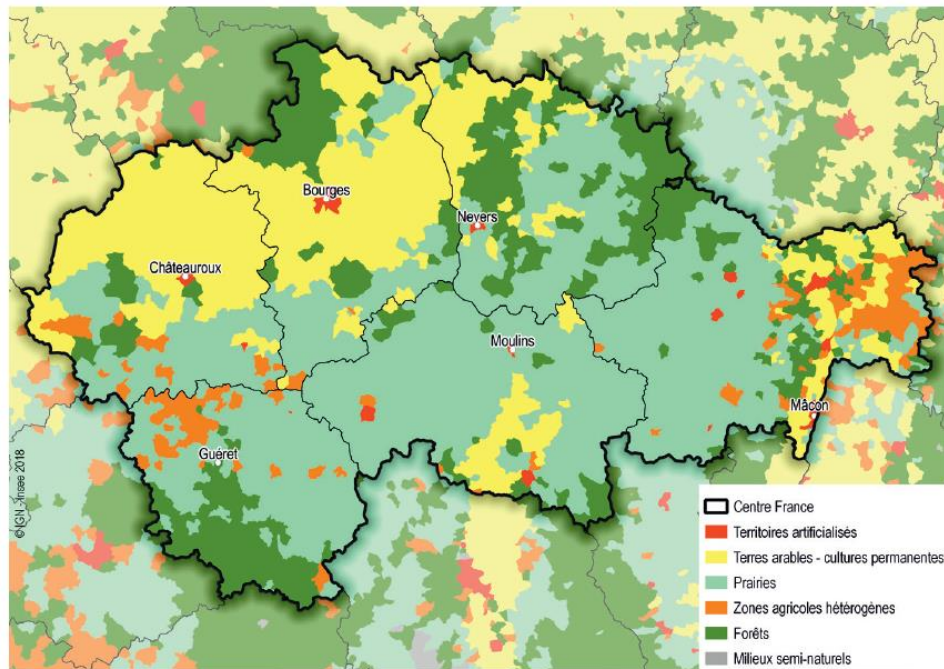 Bourges
Nevers
Châteauroux
Moulins
Mâcon
Guéret
©IGN - Insee 2018
Centre France
Territoires artificialisés
Terres arables - cultures permanentes
Prairies
Zones agricoles hétérogènes
Forêts
Milieux semi-naturels